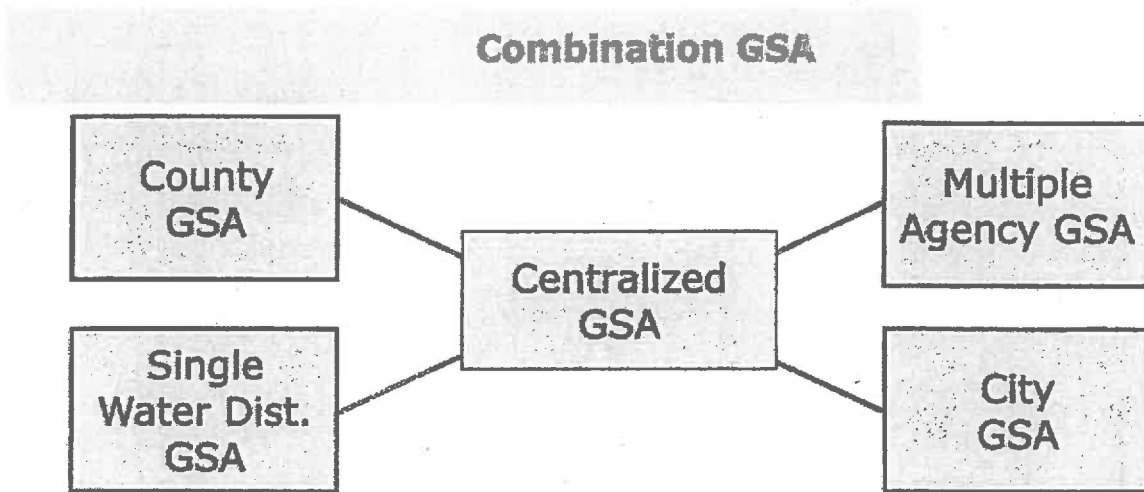 Combination GSA
County
GSA
Multiple
Agency GSA
Centralized
GSA
Single
Water Dist.
GSA
City
GSA